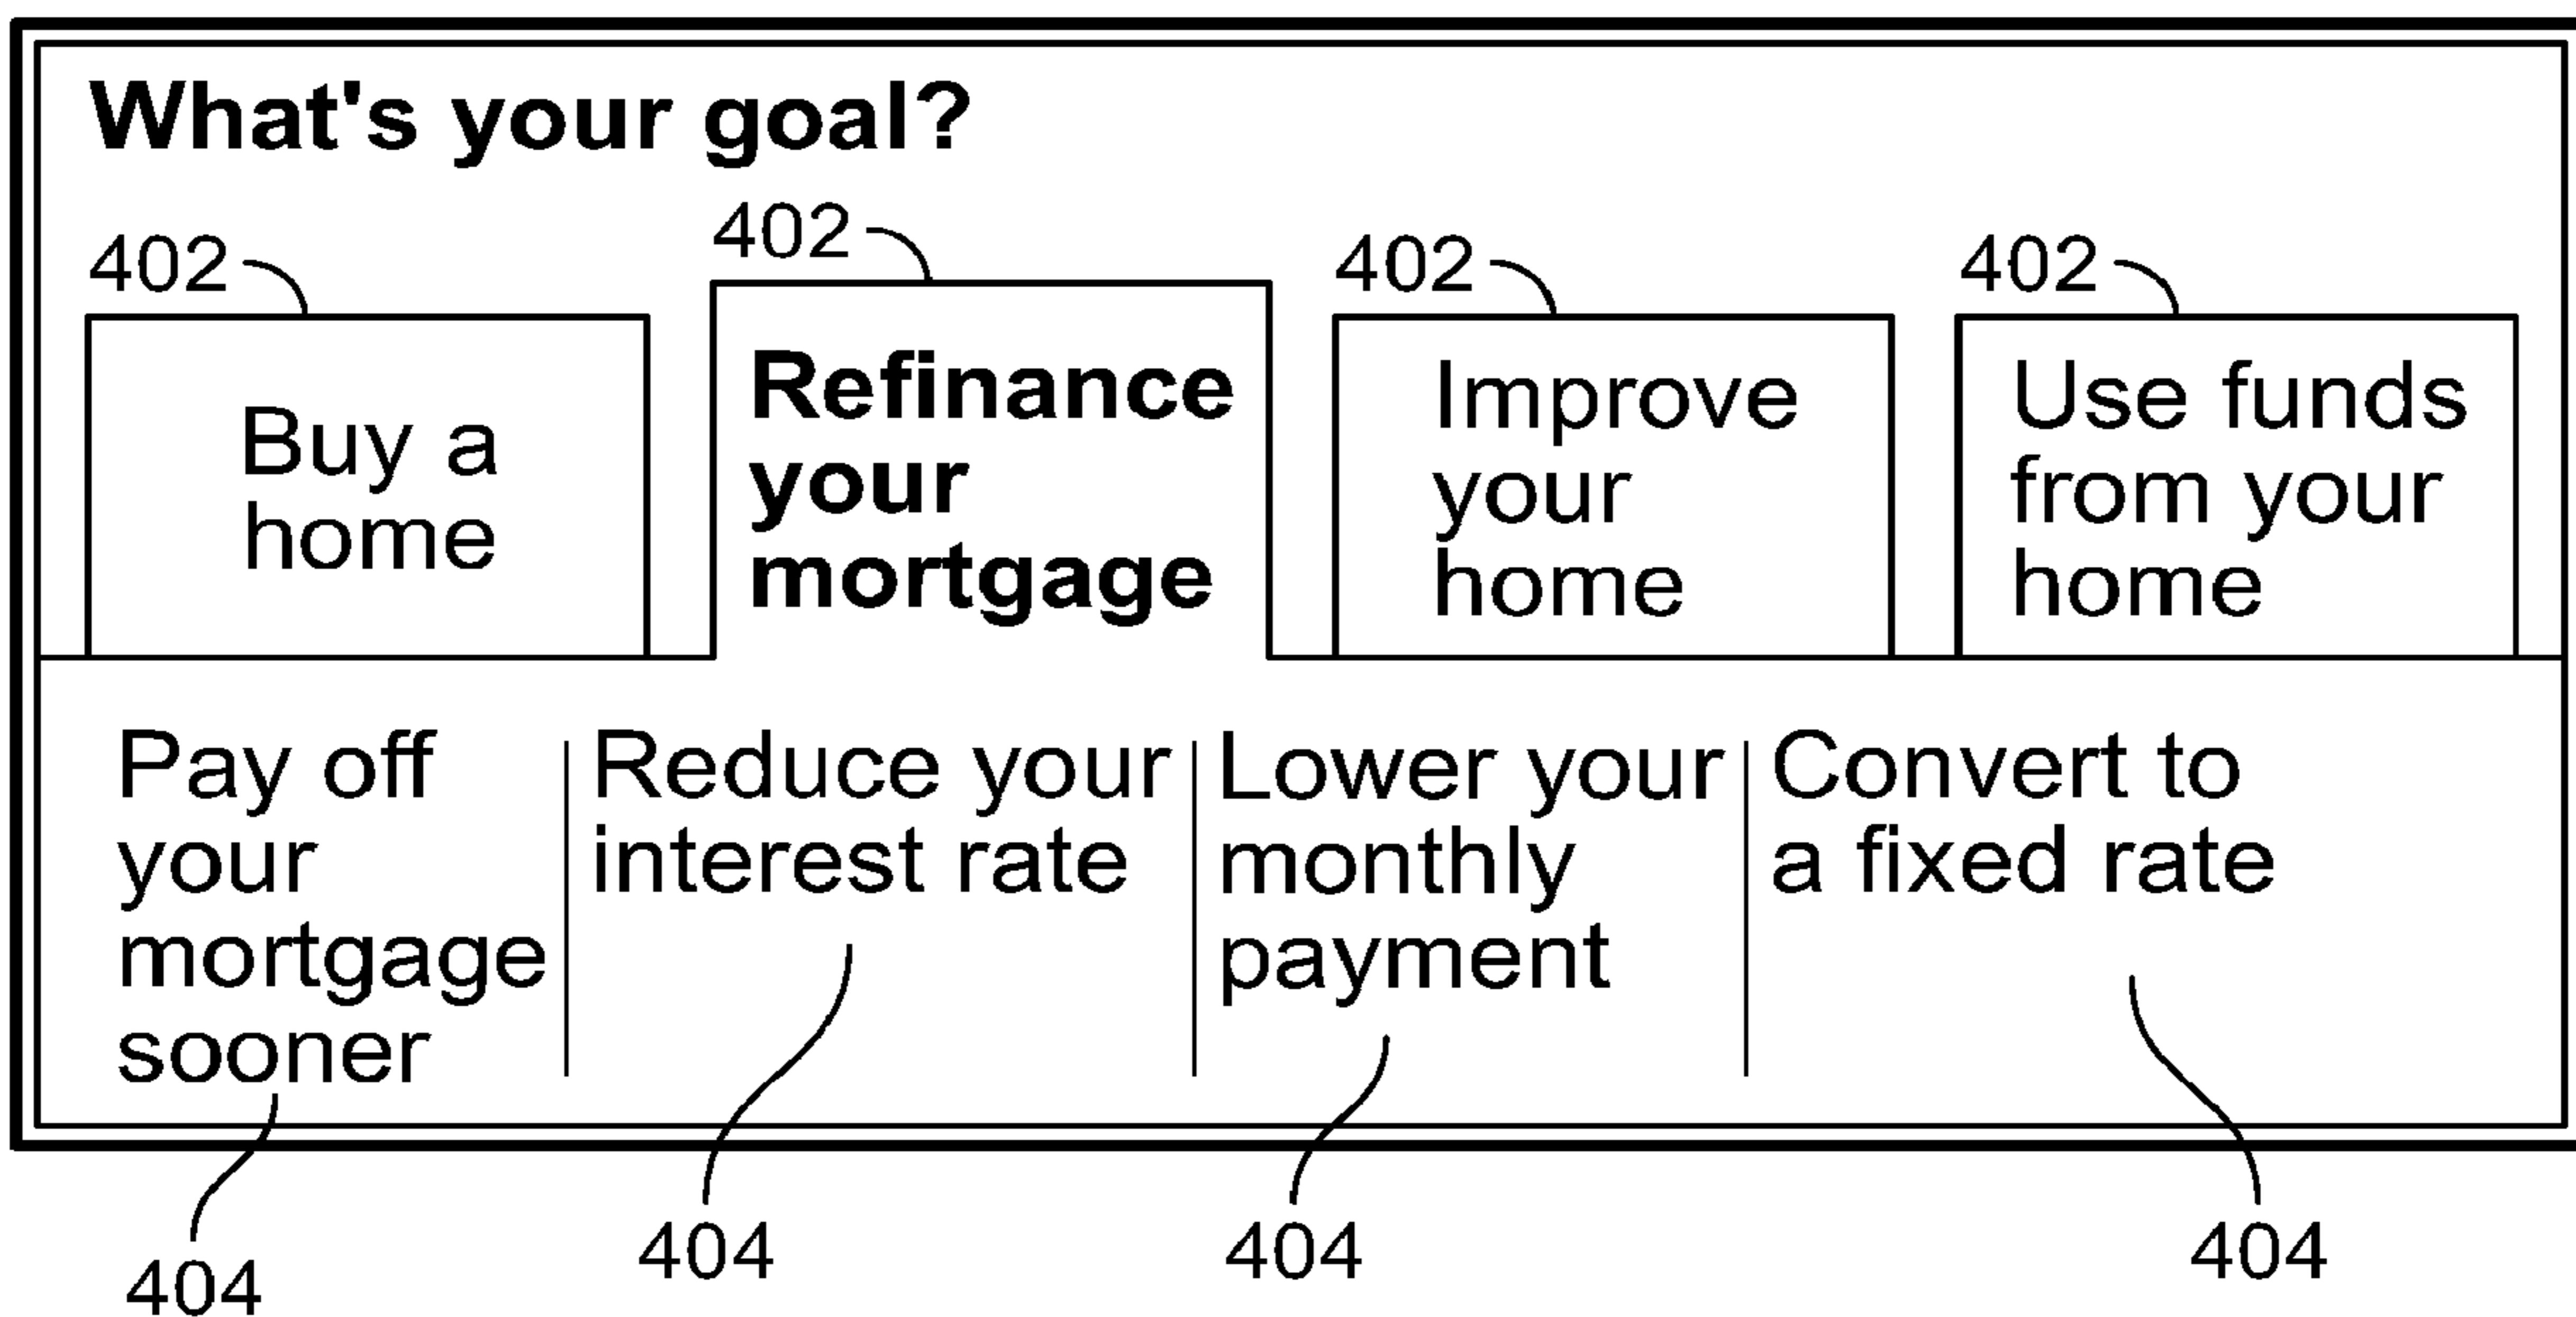 What's your goal?
402
402
402
402
Buy a
home
Refinance
your
mortgage
Improve
your
home
Use funds
from your
home
Pay off
your
mortgage
sooner
Reduce your
interest rate
Lower your
monthly
payment
Convert to
a fixed rate
404
404
404
404